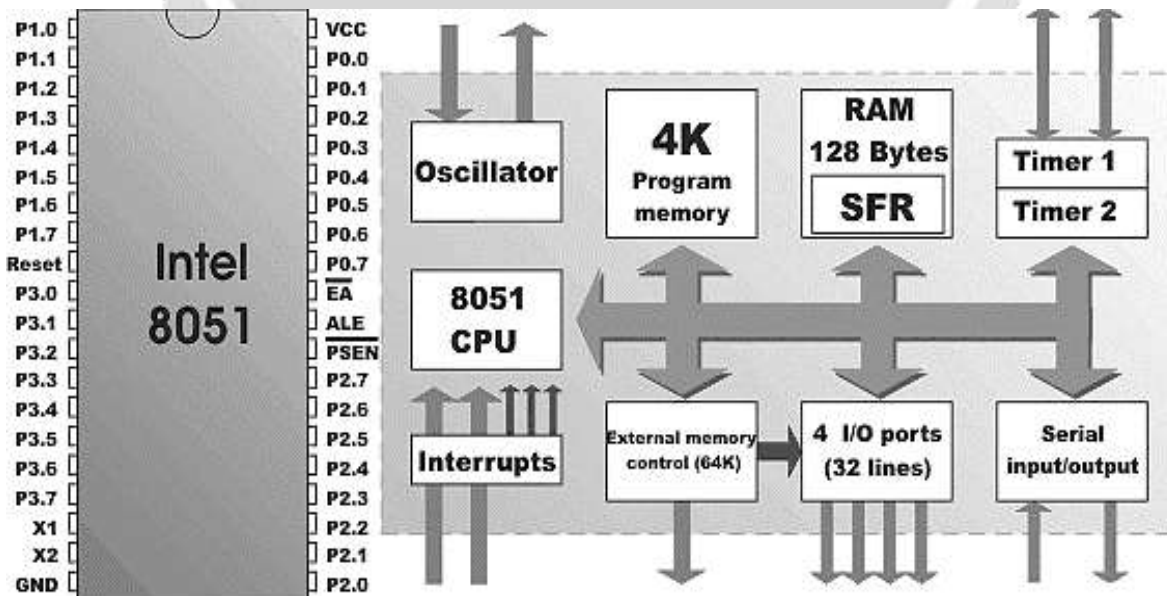 P1.0
P1.1
P1.2
P1.3
P1.4
P1.5
P1.6
P1.7
Reset
P3.0
P3.1
P3.2
P3.3
P3.4
P3.5
P3.6
P3.7
X1
X2
GND
Intel
8051
VCC
P0.0
P0.1
P0.2
P0.3
P0.4
P0.5
P0.6
P0.7
EA
ALE
PSEN
P2.7
P2.6
P2.5
P2.4
P2.3
P2.2
P2.1
P2.0
Oscillator
4K
Program
memory
RAM
128 Bytes
SFR
Timer 1
Timer 2
8051
CPU
Interrupts
External memory
control (64K)
4 I/O ports
(32 lines)
Serial
input/output